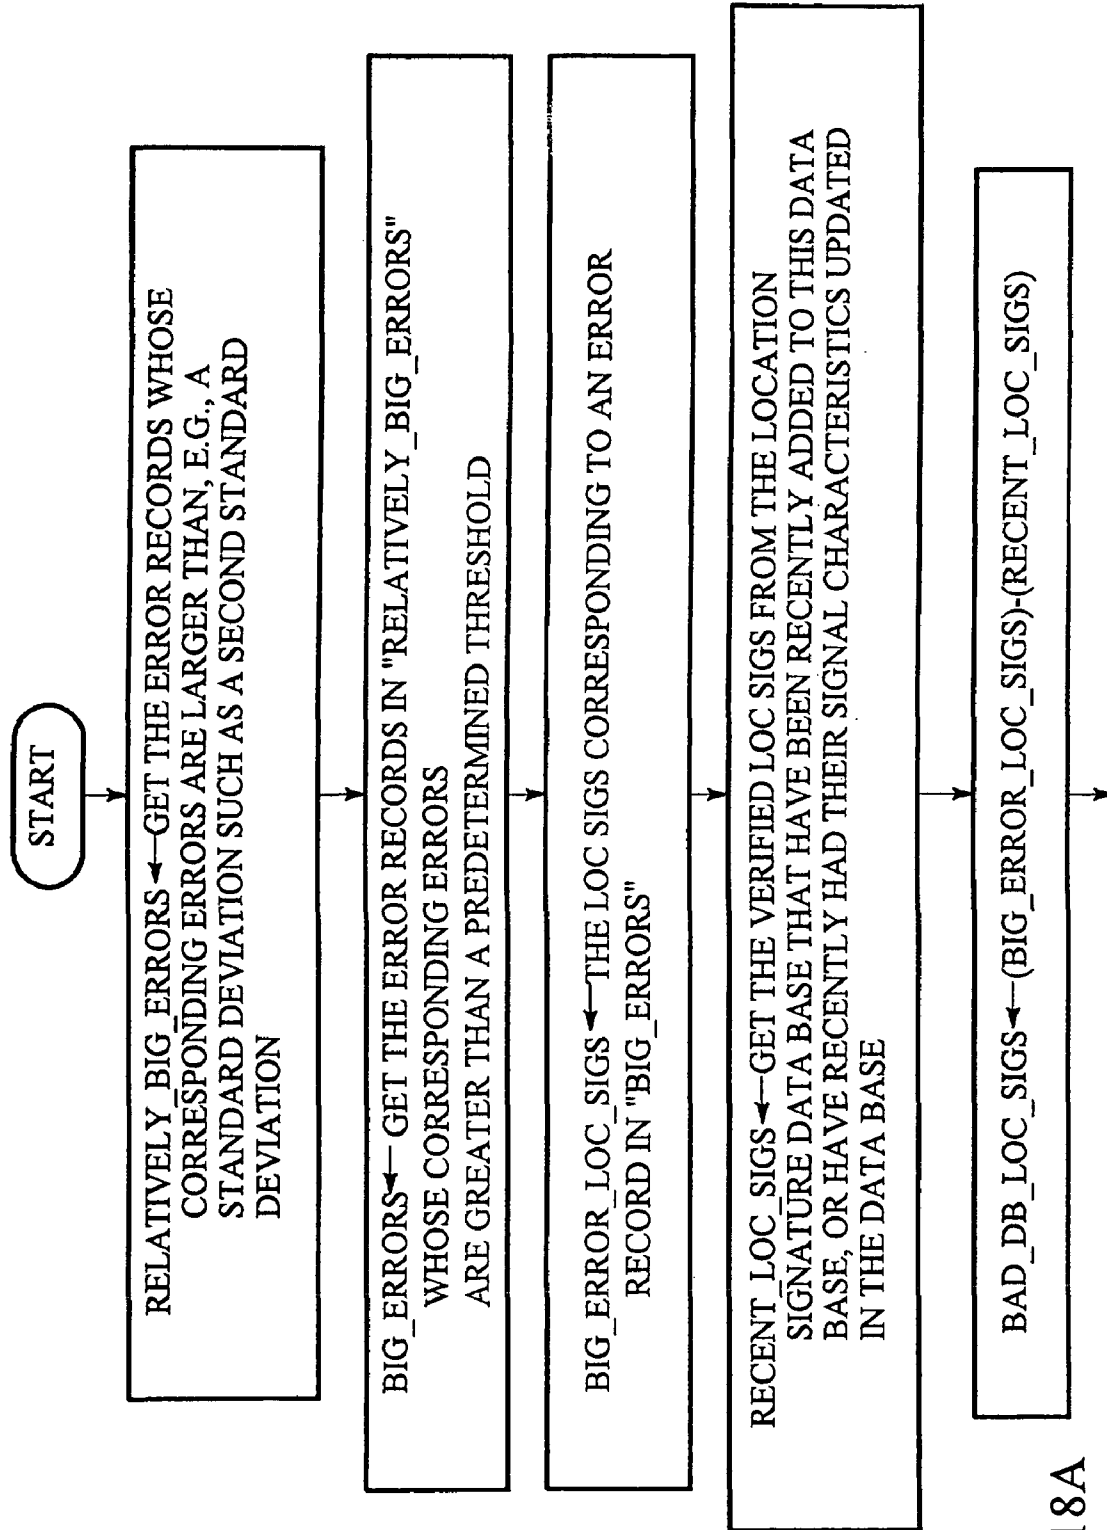 START
RELATIVELY_BIG_ERRORS ← GET THE ERROR RECORDS WHOSE
CORRESPONDING ERRORS ARE LARGER THAN, E.G., A
STANDARD DEVIATION SUCH AS A SECOND STANDARD
DEVIATION
BIG_ERRORS ← GET THE ERROR RECORDS IN "RELATIVELY_BIG_ERRORS"
WHOSE CORRESPONDING ERRORS
ARE GREATER THAN A PREDETERMINED THRESHOLD
BIG_ERROR_LOC_SIGS ← THE LOC SIGS CORRESPONDING TO AN ERROR
RECORD IN "BIG_ERRORS"
RECENT_LOC_SIGS ← GET THE VERIFIED LOC SIGS FROM THE LOCATION
SIGNATURE DATA BASE THAT HAVE BEEN RECENTLY ADDED TO THIS DATA
BASE, OR HAVE RECENTLY HAD THEIR SIGNAL CHARACTERISTICS UPDATED
IN THE DATA BASE
BAD_DB_LOC_SIGS ← (BIG_ERROR_LOC_SIGS)-(RECENT_LOC_SIGS)
18A